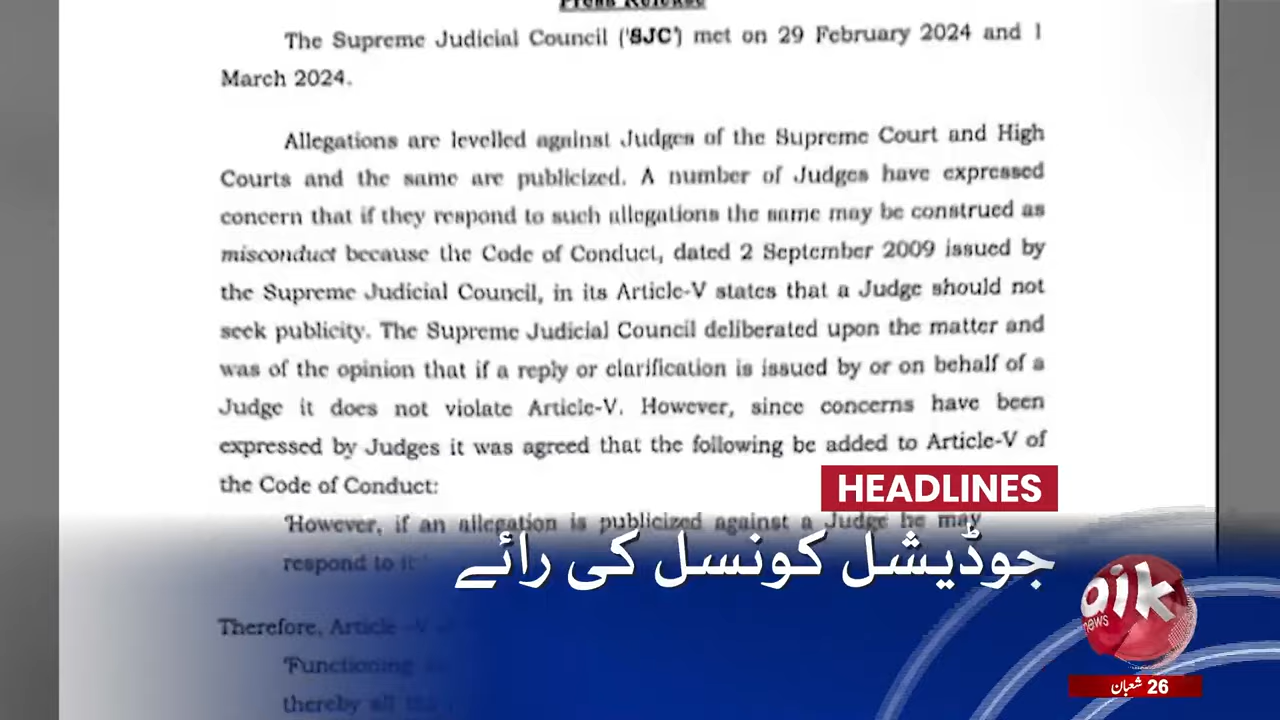 Press Release
The Supreme Judicial Council ('SJC') met on 29 February 2024 and 1
March 2024.
Allegations are levelled against Judges of the Supreme Court and High
Courts and the same are publicized. A number of Judges have expressed
concern that if they respond to such allegations the same may be construed as
misconduct because the Code of Conduct, dated 2 September 2009 issued by
the Supreme Judicial Council, in its Article-V states that a Judge should not
seek publicity. The Supreme Judicial Council deliberated upon the matter and
was of the opinion that if a reply or clarification is issued by or on behalf of a
Judge it does not violate Article-V. However, since concerns have been
expressed by Judges it was agreed that the following be added to Article-V of
the Code of Conduct:
HEADLINES
'However, if an allegation is publicized against a Judge he may
respond to it
جوڈیشل کونسل کی رائے
Therefore, Article-V
'Functioning
thereby all
aik
news
26 شعبان